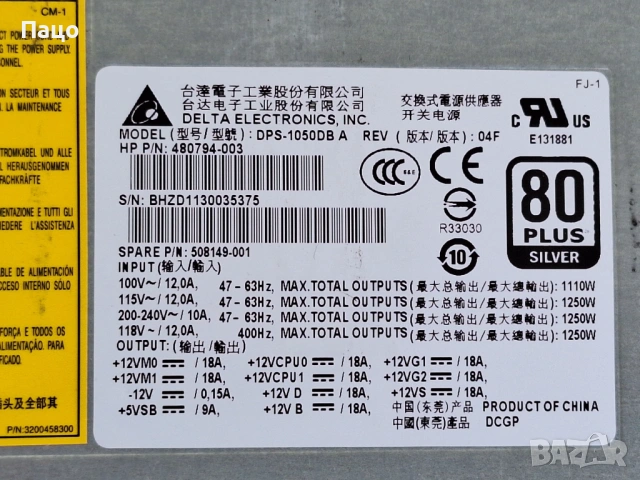 Пацо
CM-1
THE POWER SUPPLY.
ION SECTEUR ET TOUS
LA MAINTENANCE
TROMKABEL UND ALLE
HERAUSGENOMMEN
FACHKRÄFTE
MENTAZIONE E TUTTI GLI
L'ASSISTENZA
DE ALIMENTACIÓN
ACCESO INTERNO SÓLO
FORÇA E TODOS OS
ALIMENTAÇÃO. PARA
插头及全部其
P/N:3200458300
FJ-1
台達電子工業股份有限公司
台达电子工业股份有限公司
DELTA ELECTRONICS, INC.
交換式電源供應器
开关电源
c RU US
E131881
MODEL (型号/型號): DPS-1050DB A REV (版本/版本): 04F
HP P/N: 480794-003
CCC S&E
CE
S/N: BHZD1130035375
R33030
10
80
PLUS
SILVER
SPARE P/N: 508149-001
INPUT (输入/輸入)
100V~/ 12,0A, 47-63Hz, MAX.TOTAL OUTPUTS(最大总输出/最大總輸出): 1110W
115V~/ 12,0A, 47-63Hz, MAX.TOTAL OUTPUTS(最大总输出/最大總輸出): 1250W
200-240V~/ 10A, 47-63Hz, MAX.TOTAL OUTPUTS(最大总输出/最大總輸出): 1250W
118V~/ 12,0A, 400Hz, MAX.TOTAL OUTPUTS(最大总输出/最大總輸出): 1250W
OUTPUT: (输出/輸出)
+12VM0 / 18A, +12VCPU0 / 18A, +12VG1 / 18A,
+12VM1 / 18A, +12VCPU1 / 18A, +12VG2 / 18A,
-12V / 0,15A, +12V D / 18A, +12VS / 18A,
+5VSB / 9A, +12V B / 18A,
中国(东莞)产品 PRODUCT OF CHINA
中國(東莞)產品 DCGP
bazar